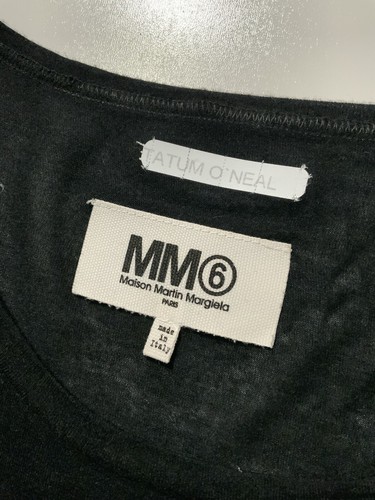 TATUM O'NEAL
MM6
Maison Martin Margiela
PARIS
made
in
Italy